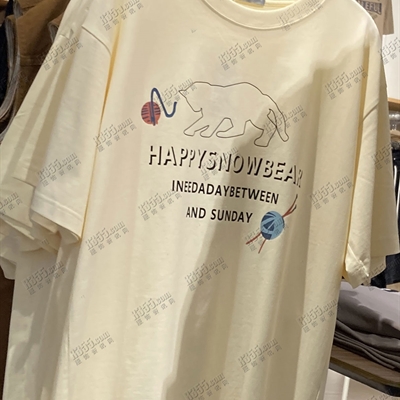 HAPPYSNOWBEAR
INEEDADAYBETWEEN
AND SUNDAY